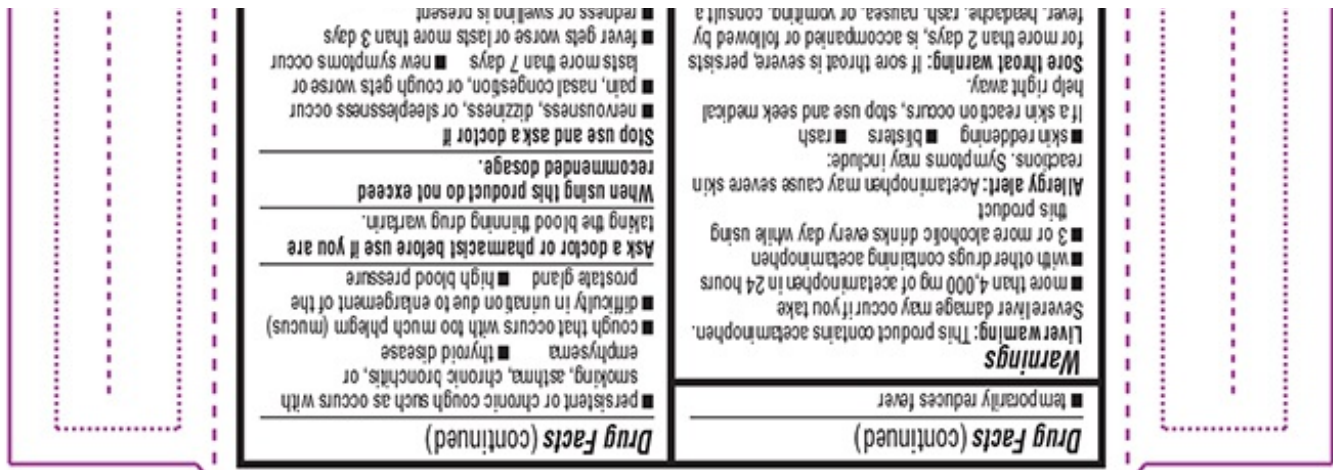 Drug Facts (continued)
■ temporarily reduces fever
Warnings
Liver warning: This product contains acetaminophen.
Severe liver damage may occur if you take
■ more than 4,000 mg of acetaminophen in 24 hours
■ with other drugs containing acetaminophen
■ 3 or more alcoholic drinks every day while using
this product
Allergy alert: Acetaminophen may cause severe skin
reactions. Symptoms may include:
■ skin reddening ■ blisters ■ rash
If a skin reaction occurs, stop use and seek medical
help right away.
Sore throat warning: If sore throat is severe, persists
for more than 2 days, is accompanied or followed by
fever, headache, rash, nausea, or vomiting, consult a
Drug Facts (continued)
■ persistent or chronic cough such as occurs with
smoking, asthma, chronic bronchitis, or
emphysema ■ thyroid disease
■ cough that occurs with too much phlegm (mucus)
■ difficulty in urination due to enlargement of the
prostate gland ■ high blood pressure
Ask a doctor or pharmacist before use if you are
taking the blood thinning drug warfarin.
When using this product do not exceed
recommended dosage.
Stop use and ask a doctor if
■ nervousness, dizziness, or sleeplessness occur
■ pain, nasal congestion, or cough gets worse or
lasts more than 7 days ■ new symptoms occur
■ fever gets worse or lasts more than 3 days
■ redness or swelling is present